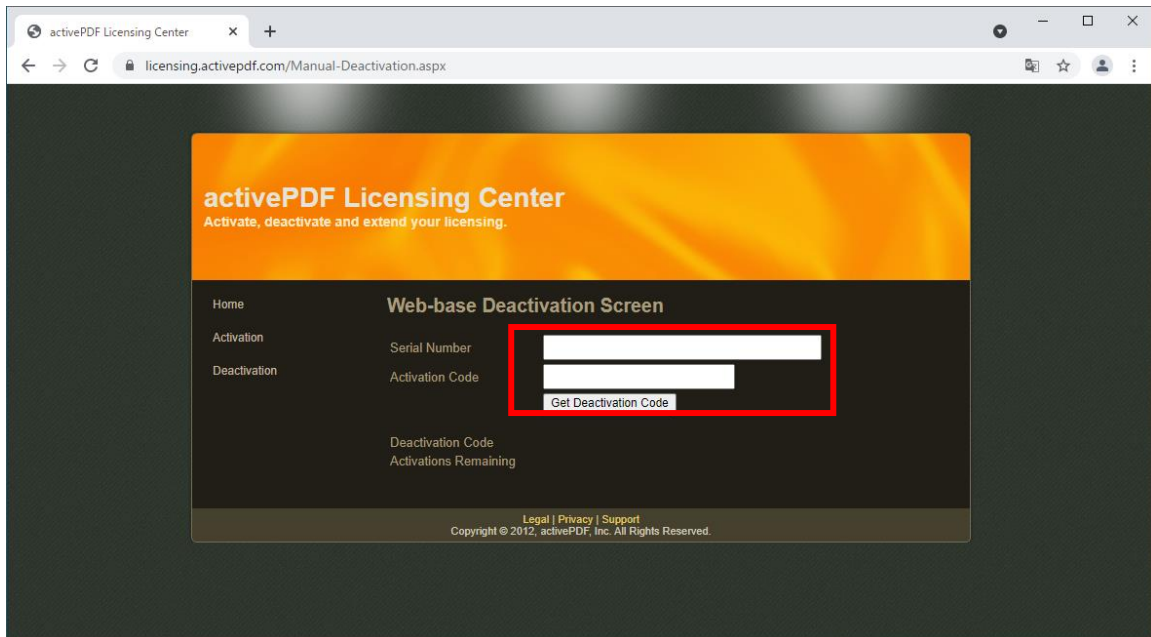 activePDF Licensing Center
licensing.activepdf.com/Manual-Deactivation.aspx
activePDF Licensing Center
Activate, deactivate and extend your licensing.
Home
Activation
Deactivation
Web-base Deactivation Screen
Serial Number
Activation Code
Get Deactivation Code
Deactivation Code
Activations Remaining
Legal | Privacy | Support
Copyright © 2012, activePDF, Inc. All Rights Reserved.